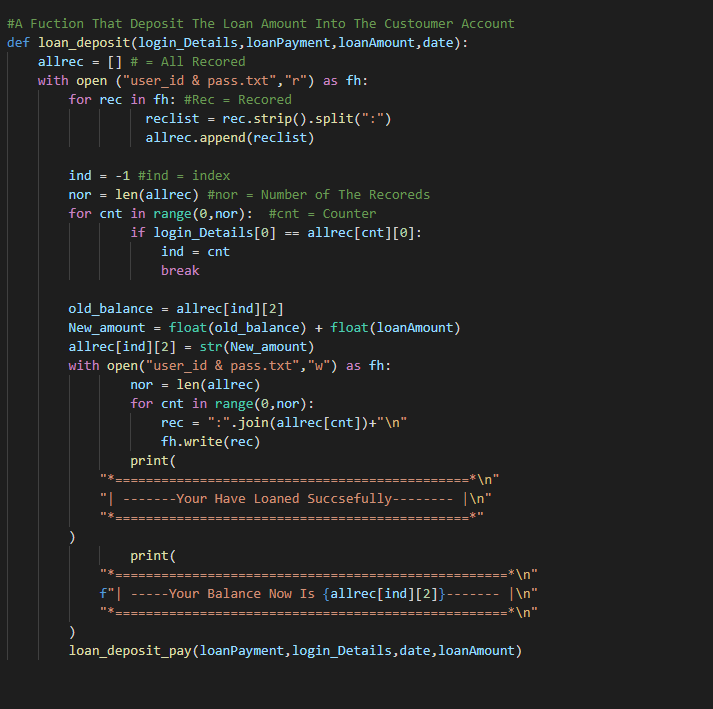 #A Fuction That Deposit The Loan Amount Into The Custoumer Account
def loan_deposit(login_Details,loanPayment,loanAmount,date):
    allrec = [] # = All Recored
    with open ("user_id & pass.txt","r") as fh:
        for rec in fh: #Rec = Recored
                  reclist = rec.strip().split(":")
                  allrec.append(reclist)

        ind = -1 #ind = index
        nor = len(allrec) #nor = Number of The Recoreds
        for cnt in range(0,nor):  #cnt = Counter
                if login_Details[0] == allrec[cnt][0]:
                    ind = cnt
                    break

        old_balance = allrec[ind][2]
        New_amount = float(old_balance) + float(loanAmount)
        allrec[ind][2] = str(New_amount)
        with open("user_id & pass.txt","w") as fh:
                nor = len(allrec)
                for cnt in range(0,nor):
                    rec = ":".join(allrec[cnt])+"\n"
                    fh.write(rec)
                print(
            "*==============================================*\n"
            "| -------Your Have Loaned Succsefully-------- |\n"
            "*==============================================*"
        )
                print(
            "*===================================================*\n"
            f"| -----Your Balance Now Is {allrec[ind][2]}------- |\n"
            "*===================================================*\n"
        )
        loan_deposit_pay(loanPayment,login_Details,date,loanAmount)